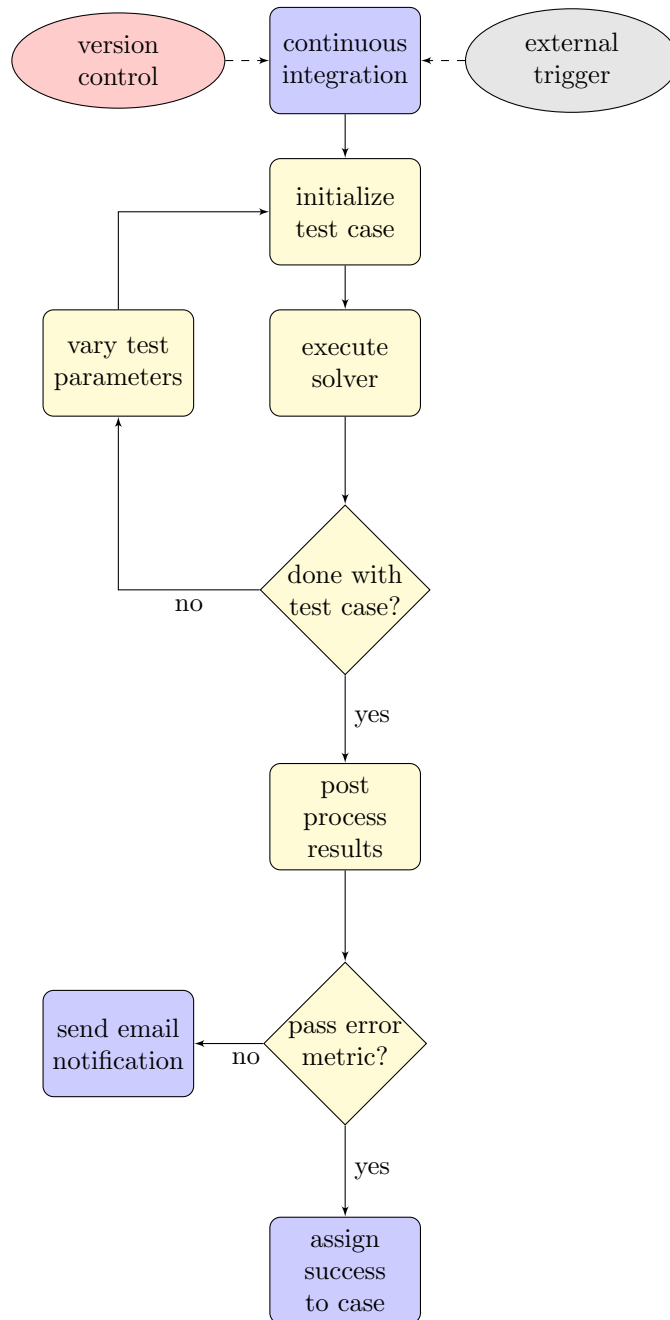 version
control
continuous
integration
external
trigger
initialize
test case
vary test
parameters
execute
solver
done with
test case?
no
yes
post
process
results
send email
notification
no
pass error
metric?
yes
assign
success
to case